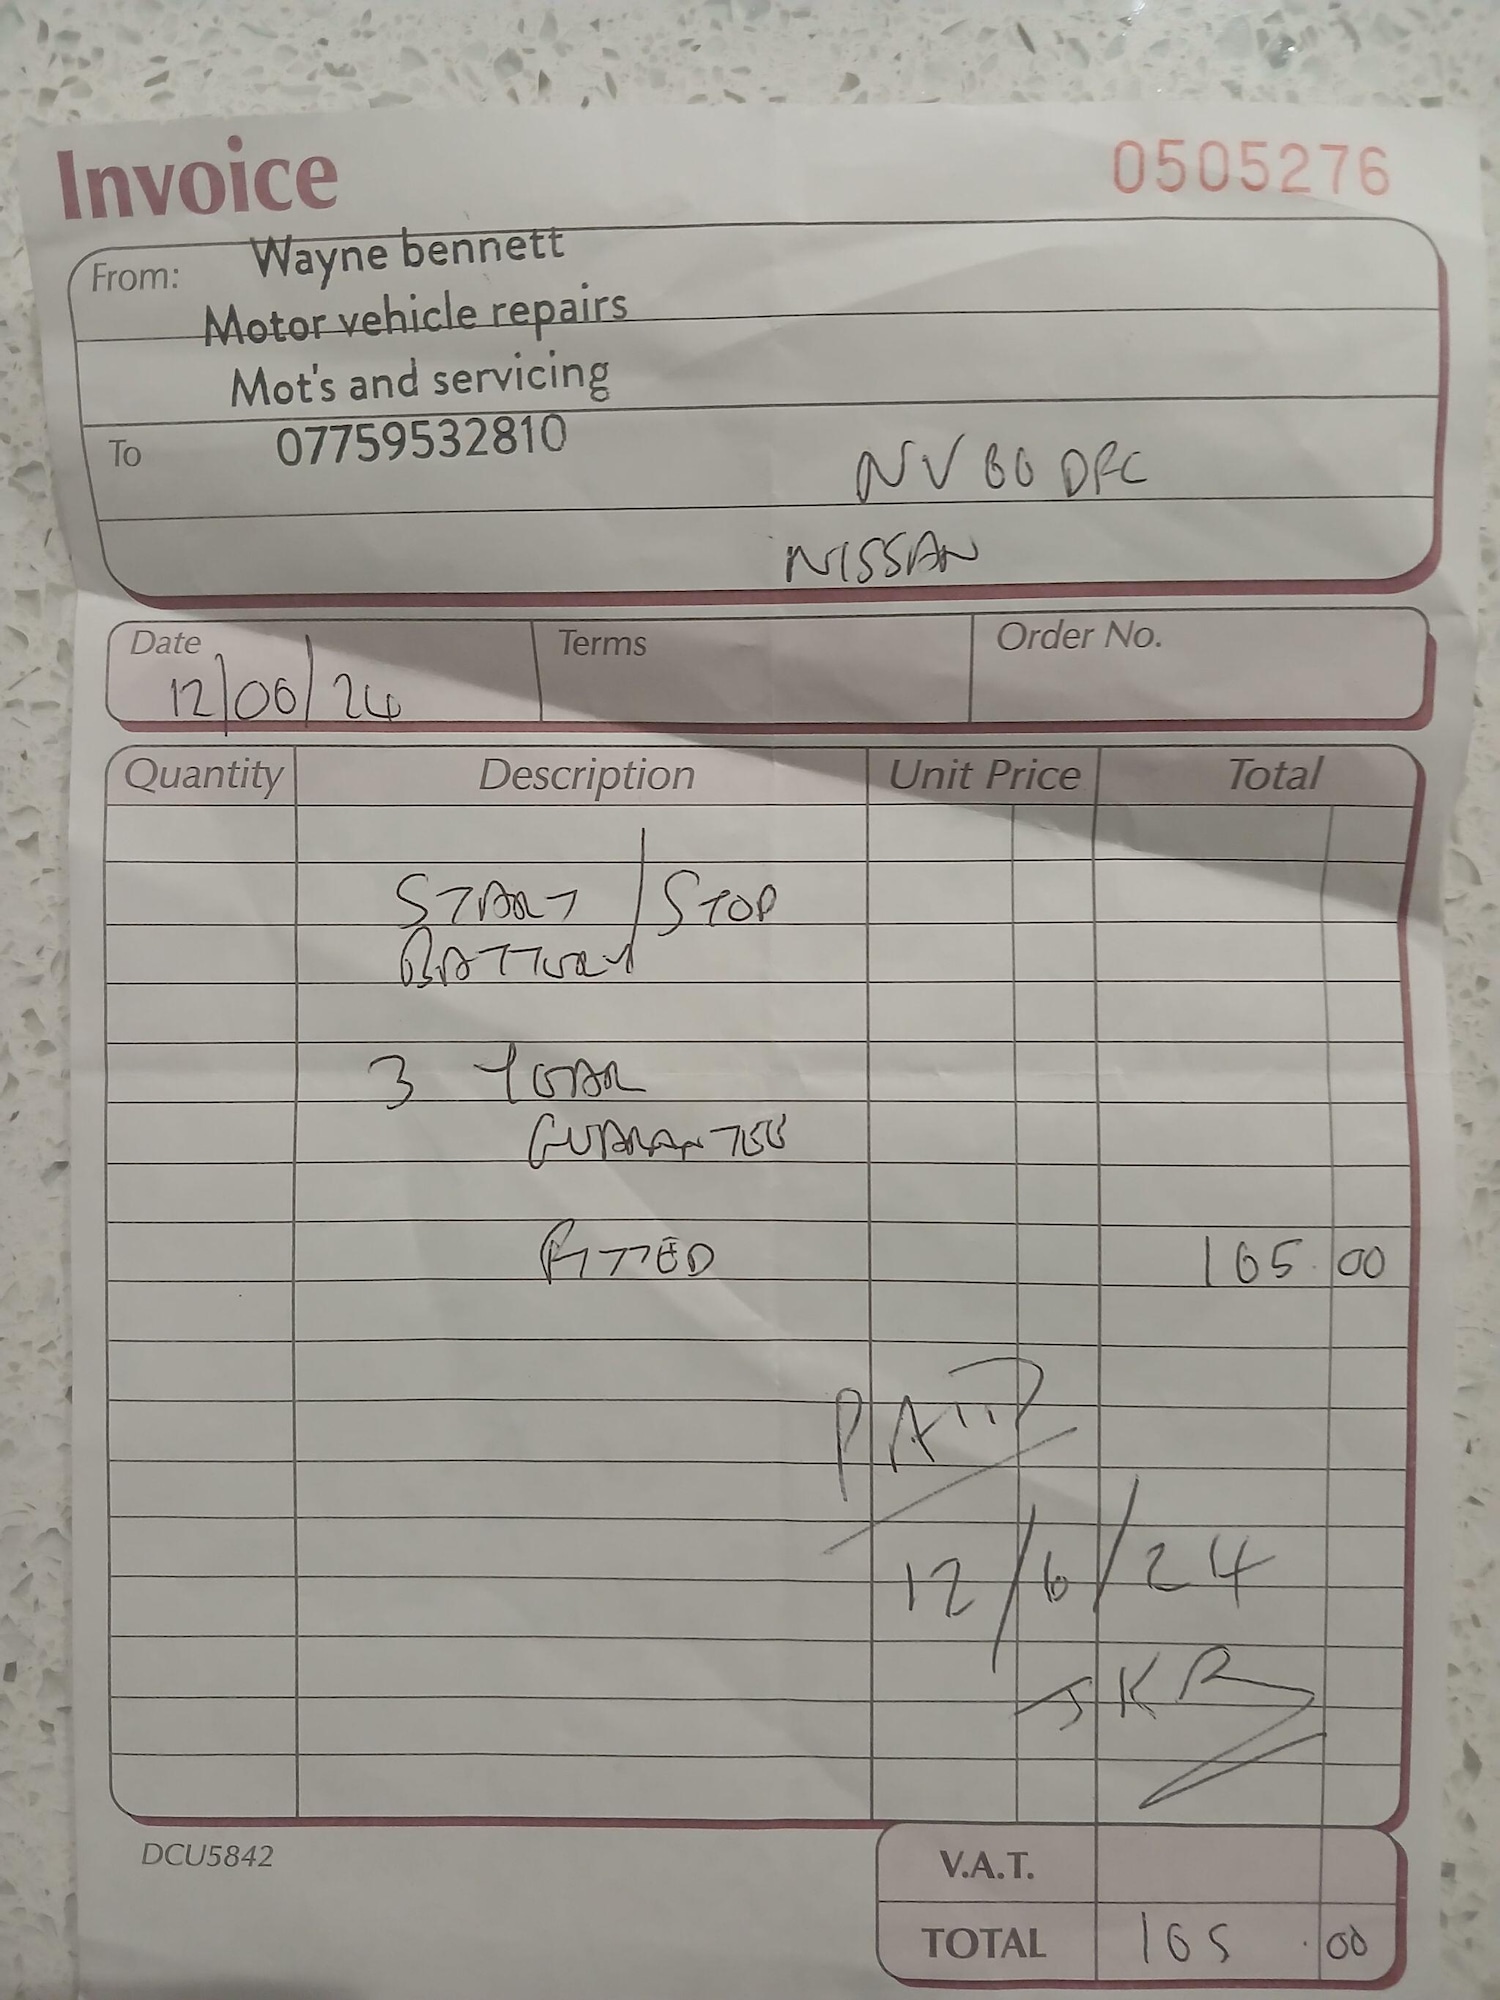 Invoice
0505276
From:
Wayne bennett
Motor vehicle repairs
Mot's and servicing
To
07759532810
NV 66 DFC
NISSAN
Date
Terms
Order No.
12/06/24
Quantity Description Unit Price Total
START / STOP
BATTERY
3 YEAR
GUARANTEE
FITTED 165.00
PAID
12/6/24
JKR
DCU5842
V.A.T.
TOTAL 165.00